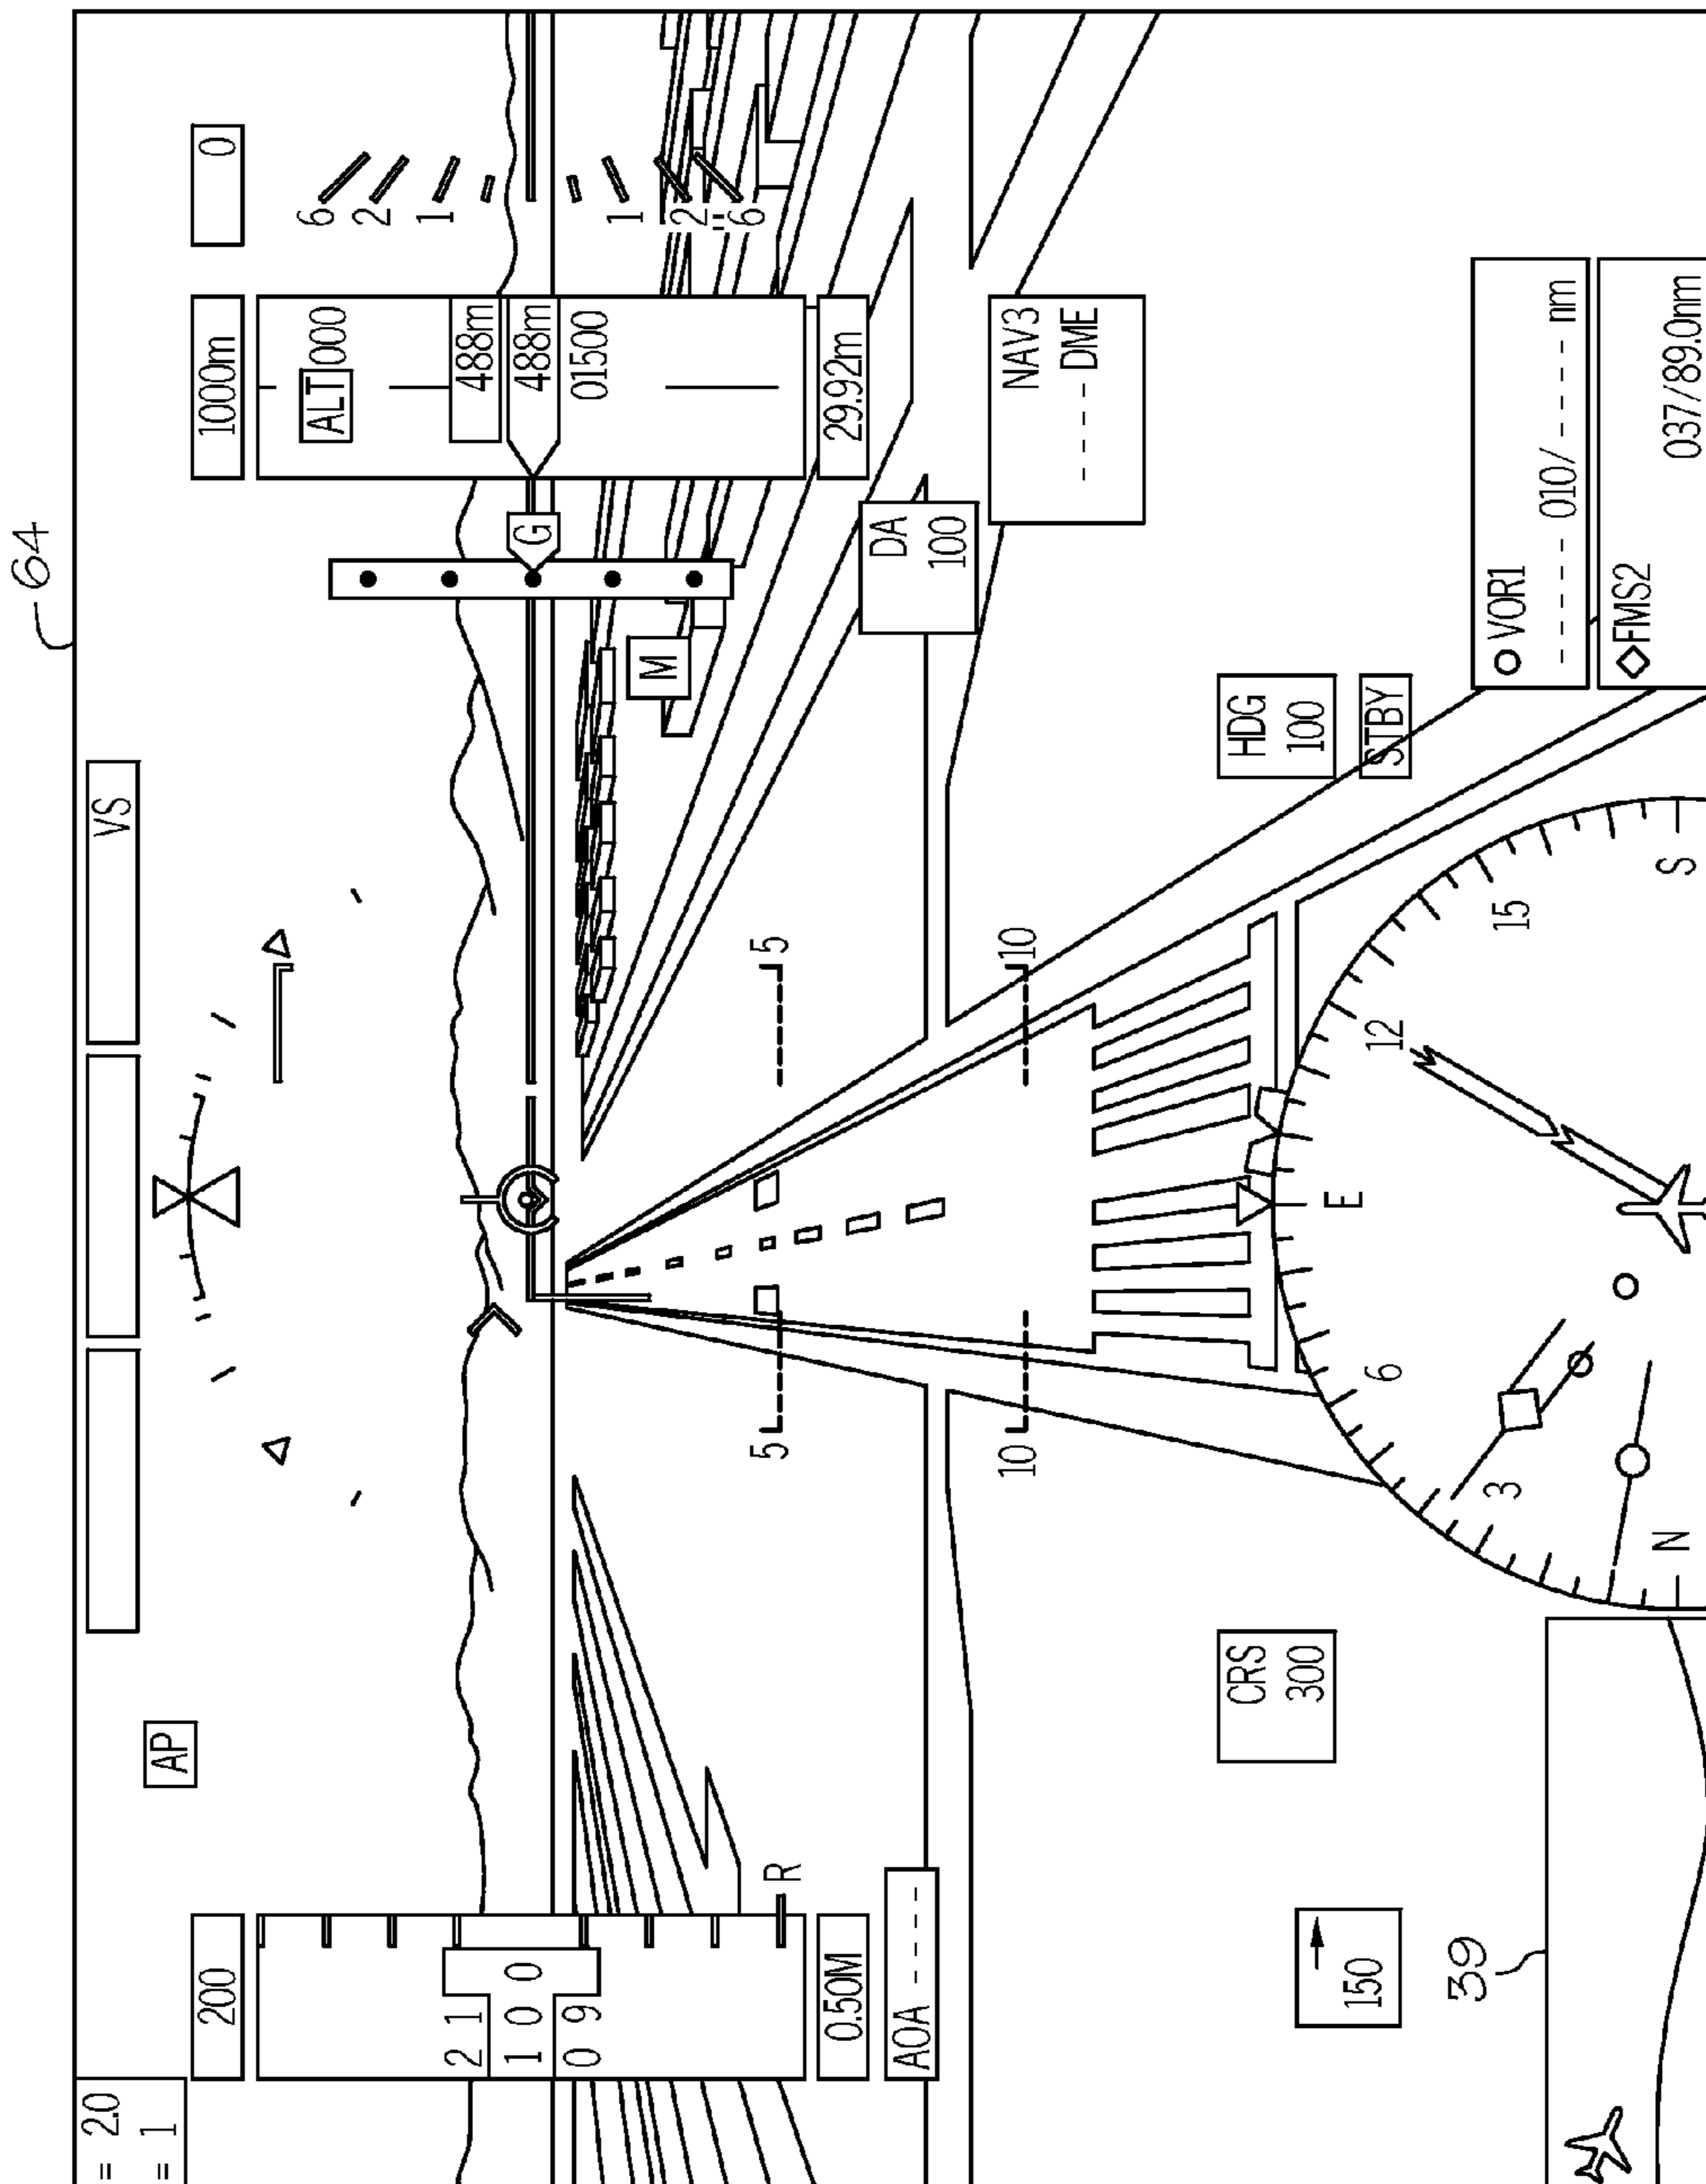 64
= 2.0
= 1
VS
AP
200
1000m
0
2 1
1 0 0
0 9
ALT
000
488m
488m
01500
G
6
2
1
1
2
6
M
0.50M
29.92m
R
5
5
AOA - - - -
DA
100
10
10
NAV3
- - - - DME
CRS
300
HDG
100
STBY
150
39
N
3
6
E
12
15
S
VOR1
- - - - - - 010/ - - - - - - nm
FMS2
037/89.0nm